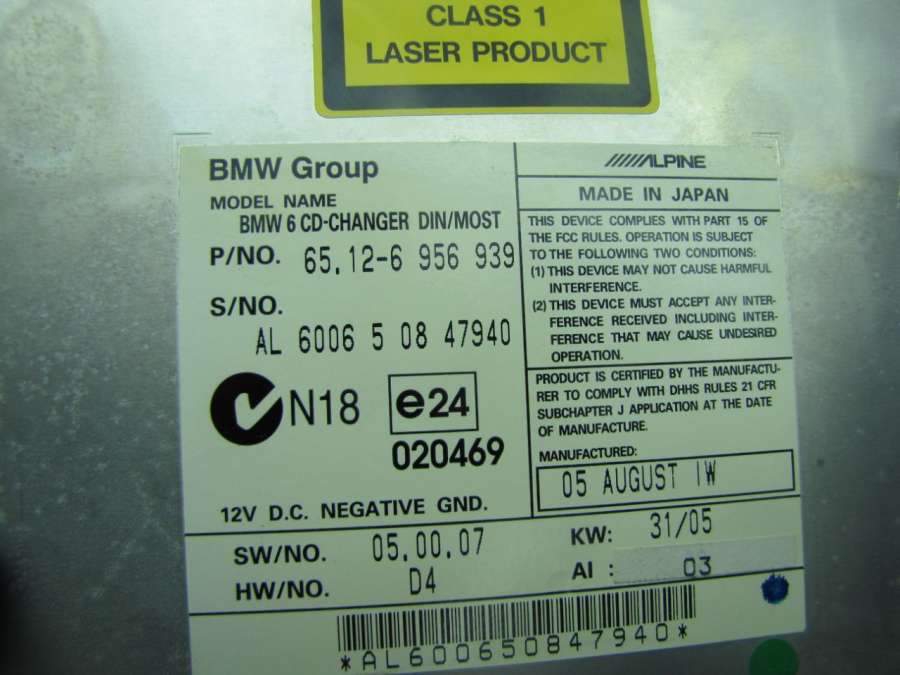 CLASS 1
LASER PRODUCT
BMW Group
MODEL NAME
BMW 6 CD-CHANGER DIN/MOST
P/NO. 65.12-6 956 939
S/NO.
AL 6006 5 08 47940
N18 e24
020469
12V D.C. NEGATIVE GND.
ALPINE
MADE IN JAPAN
THIS DEVICE COMPLIES WITH PART 15 OF
THE FCC RULES. OPERATION IS SUBJECT
TO THE FOLLOWING TWO CONDITIONS:
(1) THIS DEVICE MAY NOT CAUSE HARMFUL
INTERFERENCE.
(2) THIS DEVICE MUST ACCEPT ANY INTER-
FERENCE RECEIVED INCLUDING INTER-
FERENCE THAT MAY CAUSE UNDESIRED
OPERATION.
PRODUCT IS CERTIFIED BY THE MANUFACTU-
RER TO COMPLY WITH DHHS RULES 21 CFR
SUBCHAPTER J APPLICATION AT THE DATE
OF MANUFACTURE.
MANUFACTURED:
05 AUGUST IW
SW/NO. 05.00.07 KW: 31/05
HW/NO. D4 AI : 03
*AL600650847940*